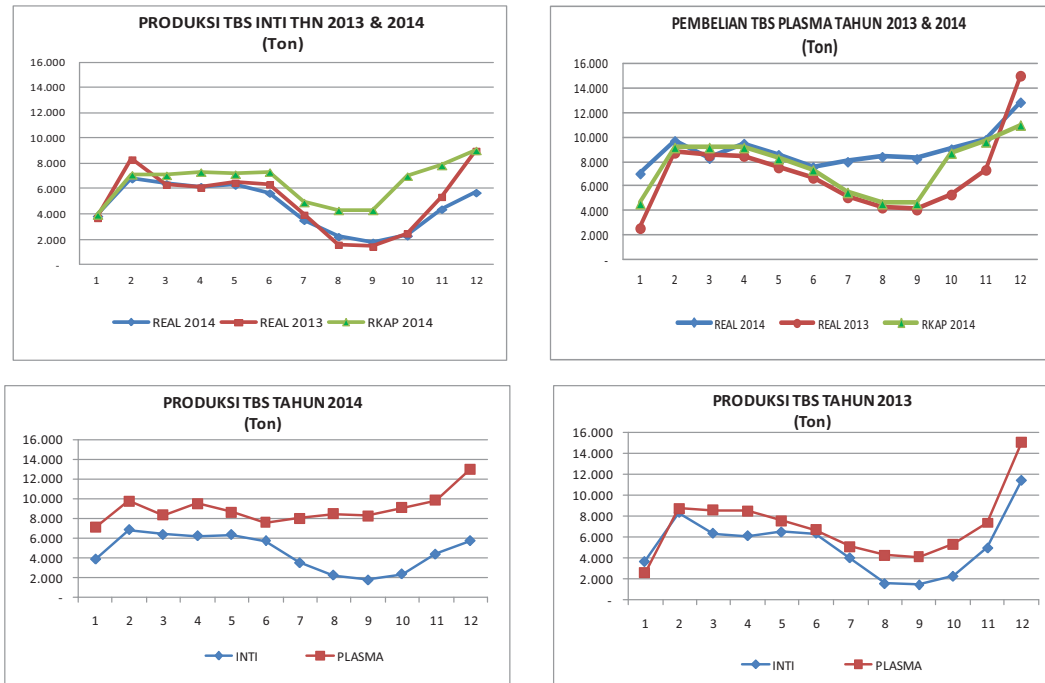 PRODUKSI TBS INTI THN 2013 & 2014
(Ton)
16.000
14.000
12.000
10.000
8.000
6.000
4.000
2.000
-
1 2 3 4 5 6 7 8 9 10 11 12
REAL 2014 REAL 2013 RKAP 2014
PEMBELIAN TBS PLASMA TAHUN 2013 & 2014
(Ton)
16.000
14.000
12.000
10.000
8.000
6.000
4.000
2.000
-
1 2 3 4 5 6 7 8 9 10 11 12
REAL 2014 REAL 2013 RKAP 2014
PRODUKSI TBS TAHUN 2014
(Ton)
16.000
14.000
12.000
10.000
8.000
6.000
4.000
2.000
-
1 2 3 4 5 6 7 8 9 10 11 12
INTI PLASMA
PRODUKSI TBS TAHUN 2013
(Ton)
16.000
14.000
12.000
10.000
8.000
6.000
4.000
2.000
-
1 2 3 4 5 6 7 8 9 10 11 12
INTI PLASMA